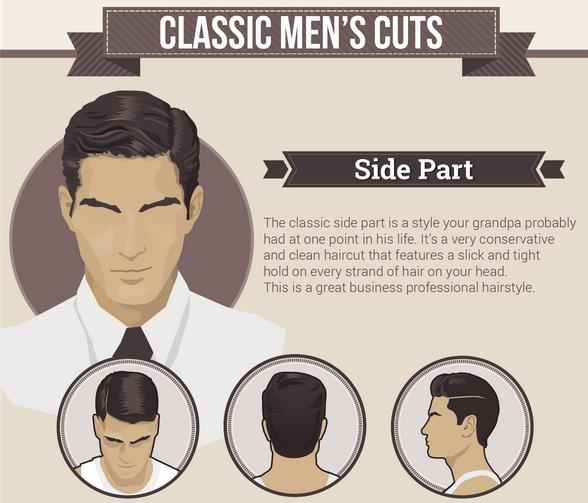 CLASSIC MEN'S CUTS
Side Part
The classic side part is a style your grandpa probably
had at one point in his life. It's a very conservative
and clean haircut that features a slick and tight
hold on every strand of hair on your head.
This is a great business professional hairstyle.